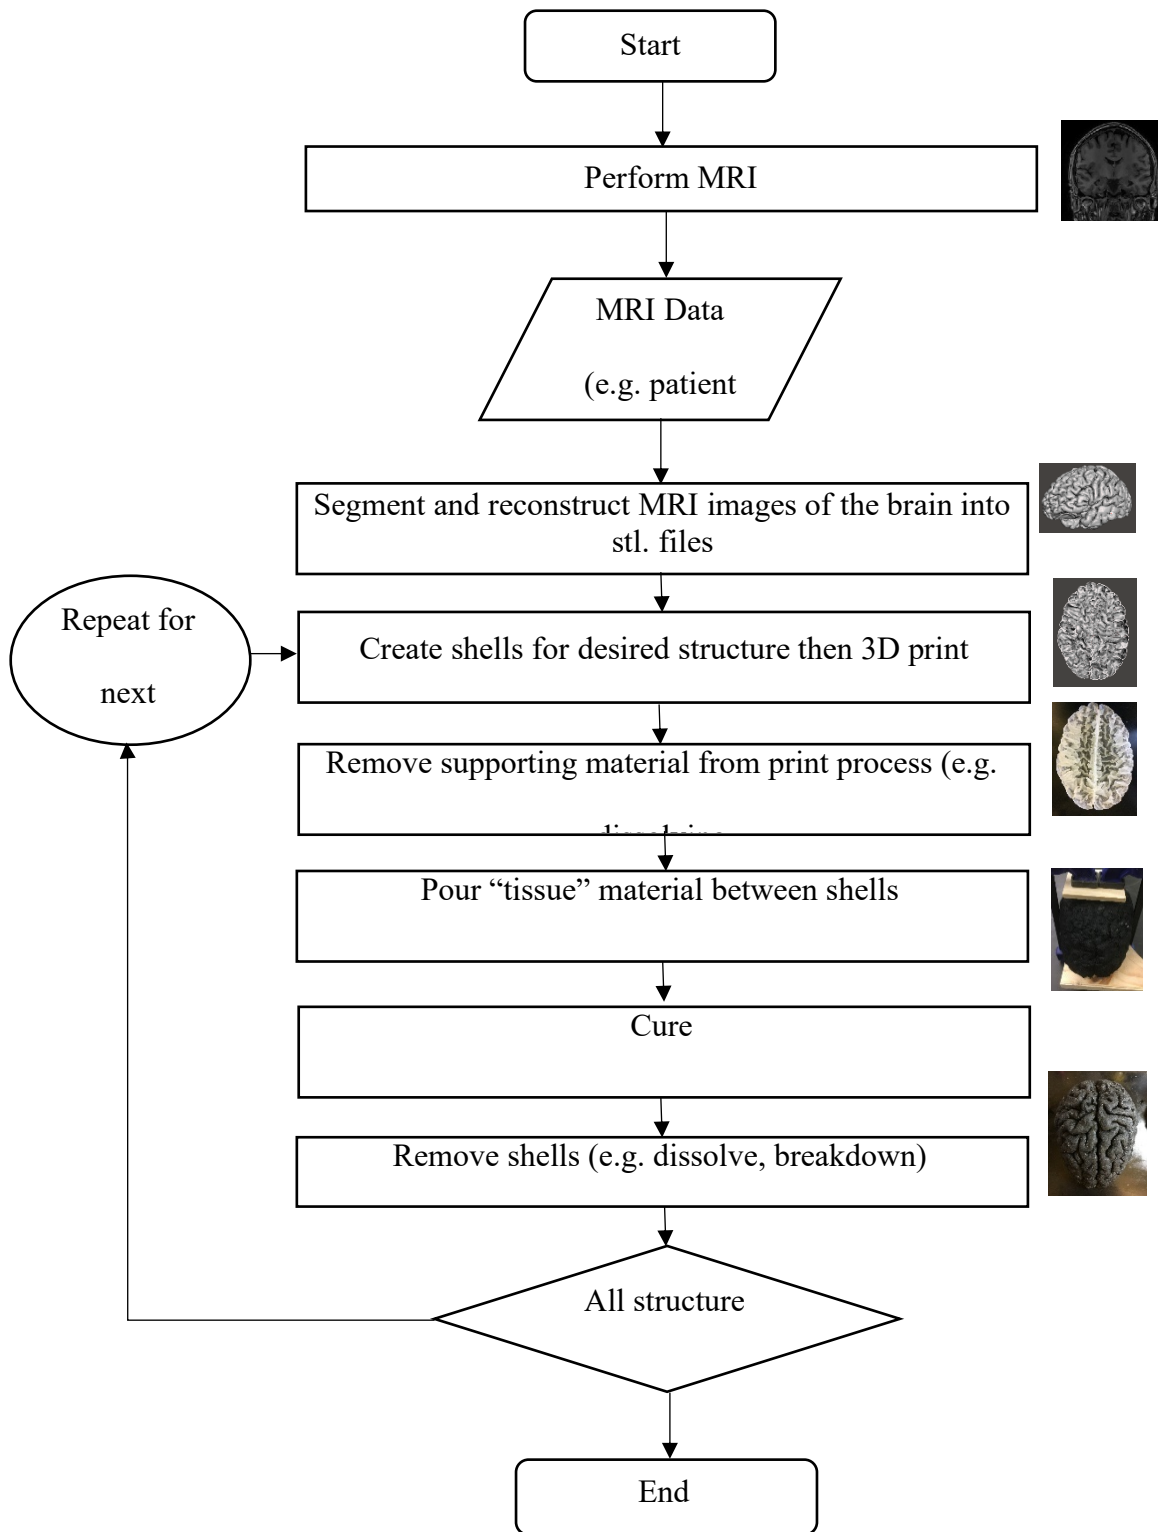 Start
Perform MRI
MRI Data
(e.g. patient
Segment and reconstruct MRI images of the brain into
stl. files
Repeat for
next
Create shells for desired structure then 3D print
Remove supporting material from print process (e.g.
Pour “tissue” material between shells
Cure
Remove shells (e.g. dissolve, breakdown)
All structure
End